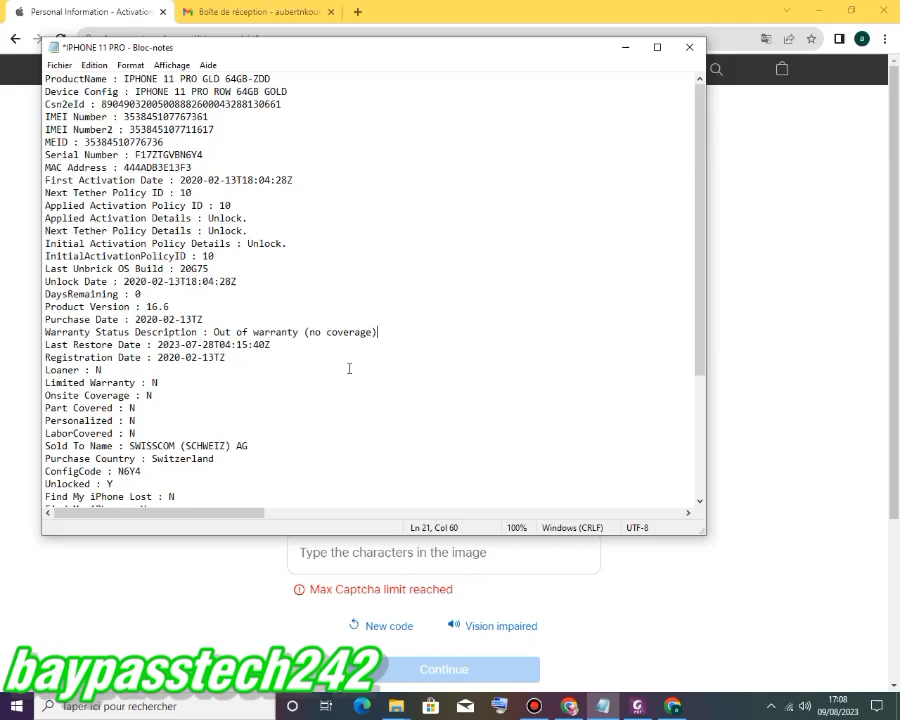 Personal Information - Activation
Boîte de réception - aubertnkout
*IPHONE 11 PRO - Bloc-notes
Fichier Edition Format Affichage Aide
ProductName : IPHONE 11 PRO GLD 64GB-ZDD
Device Config : IPHONE 11 PRO ROW 64GB GOLD
Csn2eId : 89049032005008882600043288130661
IMEI Number : 353845107767361
IMEI Number2 : 353845107711617
MEID : 35384510776736
Serial Number : F17ZTGVBN6Y4
MAC Address : 444ADB3E13F3
First Activation Date : 2020-02-13T18:04:28Z
Next Tether Policy ID : 10
Applied Activation Policy ID : 10
Applied Activation Details : Unlock.
Next Tether Policy Details : Unlock.
Initial Activation Policy Details : Unlock.
InitialActivationPolicyID : 10
Last Unbrick OS Build : 20G75
Unlock Date : 2020-02-13T18:04:28Z
DaysRemaining : 0
Product Version : 16.6
Purchase Date : 2020-02-13TZ
Warranty Status Description : Out of warranty (no coverage)
Last Restore Date : 2023-07-28T04:15:40Z
Registration Date : 2020-02-13TZ
Loaner : N
Limited Warranty : N
Onsite Coverage : N
Part Covered : N
Personalized : N
LaborCovered : N
Sold To Name : SWISSCOM (SCHWEIZ) AG
Purchase Country : Switzerland
ConfigCode : N6Y4
Unlocked : Y
Find My iPhone Lost : N
Ln 21, Col 60 100% Windows (CRLF) UTF-8
Type the characters in the image
Max Captcha limit reached
New code Vision impaired
Continue
baypasstech242
Taper ici pour rechercher
17:08
09/08/2023